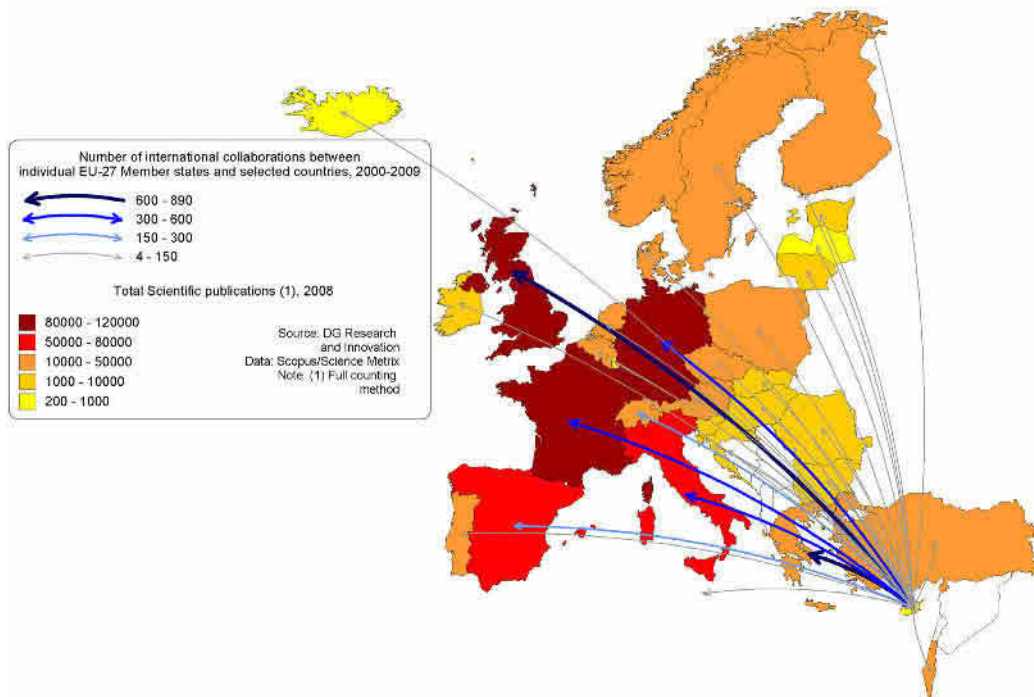 Number of international collaborations between
individual EU-27 Member states and selected countries, 2000-2009
600 - 890
300 - 600
150 - 300
4 - 150
Total Scientific publications (1), 2008
80000 - 120000
50000 - 80000
10000 - 50000
1000 - 10000
200 - 1000
Source: DG Research
and Innovation
Data: Scopus/Science Metrix
Note: (1) Full counting
method